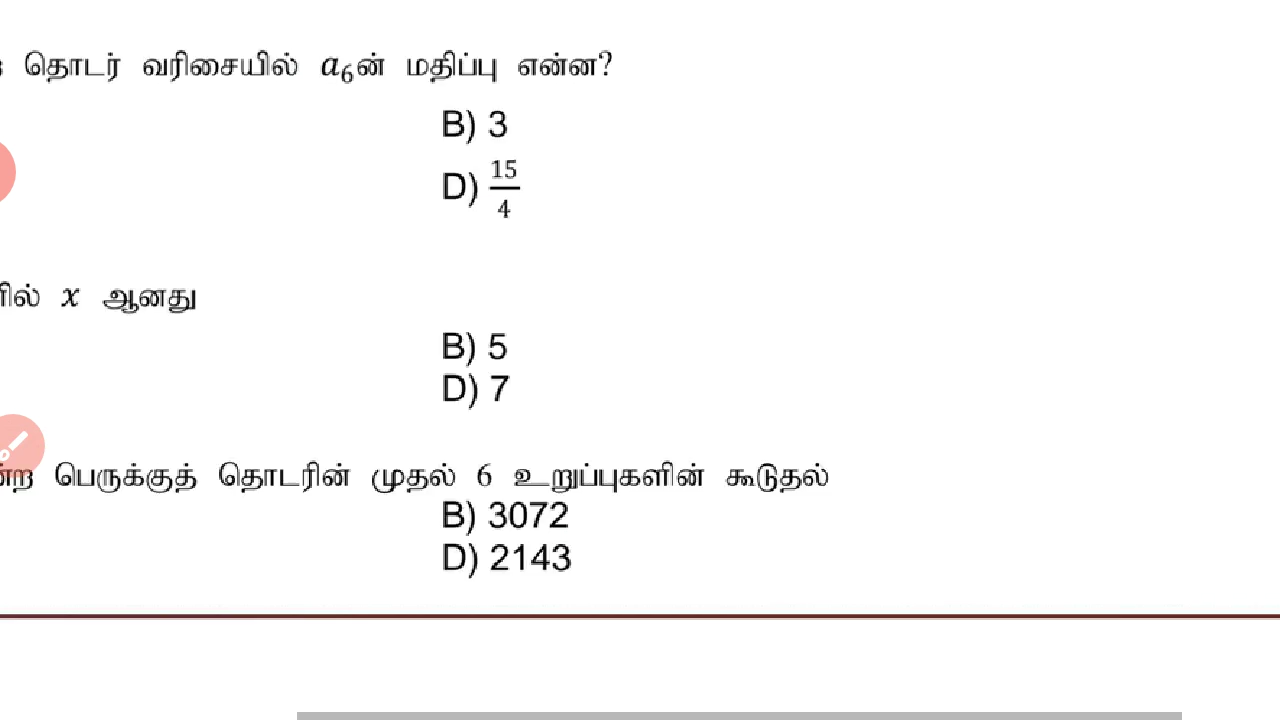 தொடர் வரிசையில் a₆ன் மதிப்பு என்ன?
B) 3
D) 15/4
x ஆனது
B) 5
D) 7
பெருக்குத் தொடரின் முதல் 6 உறுப்புகளின் கூடுதல்
B) 3072
D) 2143